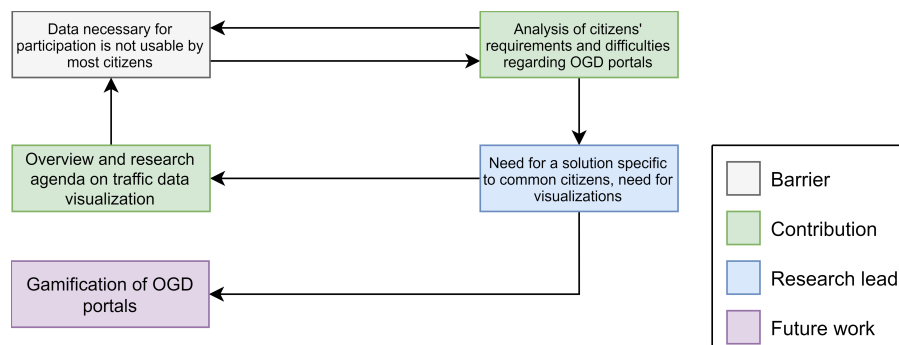 Data necessary for
participation is not usable by
most citizens
Analysis of citizens'
requirements and difficulties
regarding OGD portals
Overview and research
agenda on traffic data
visualization
Need for a solution specific
to common citizens, need for
visualizations
Gamification of OGD
portals
Barrier
Contribution
Research lead
Future work